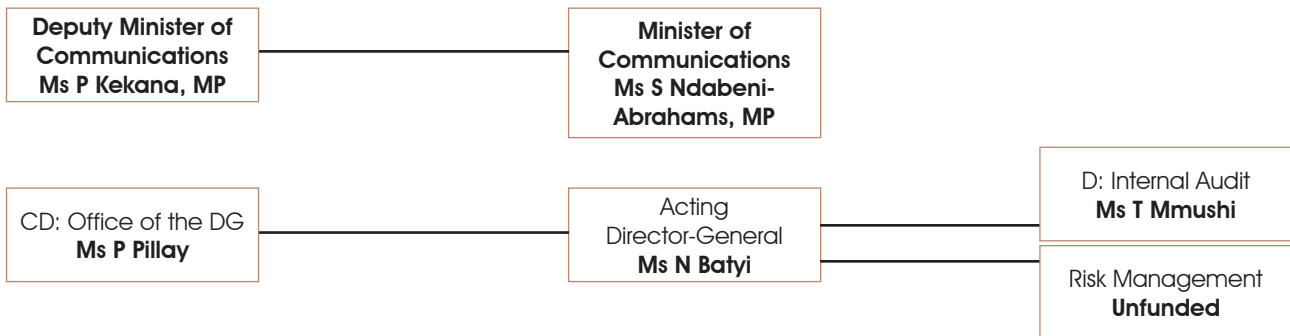 Deputy Minister of
Communications
Ms P Kekana, MP
Minister of
Communications
Ms S Ndabeni-
Abrahams, MP
CD: Office of the DG
Ms P Pillay
Acting
Director-General
Ms N Batyi
D: Internal Audit
Ms T Mmushi
Risk Management
Unfunded